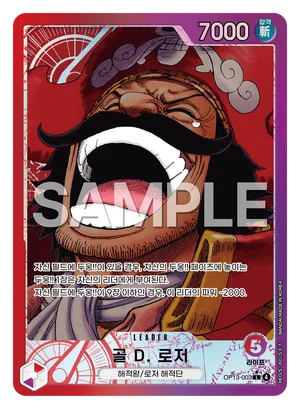 7000
참격
斬
SAMPLE
자신 필드에 두웅!!이 있을 경우, 자신의 두웅!! 페이즈에 놓이는
두웅!! 1장은 자신의 리더에게 부여된다.
자신 필드에 두웅!!이 9장 이하일 경우, 이 리더의 파워 -2000.
LEADER
골 D. 로저
해적왕/로저 해적단
OP13-003
5
라이프